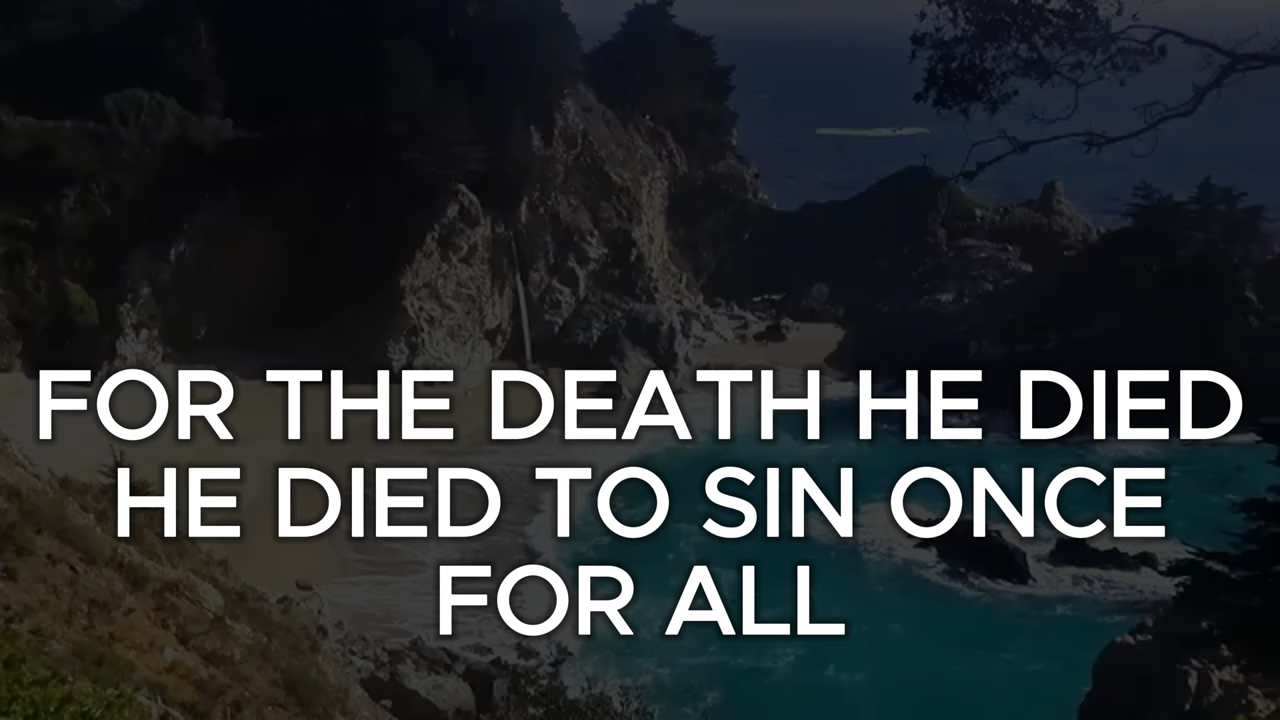 FOR THE DEATH HE DIED
HE DIED TO SIN ONCE
FOR ALL